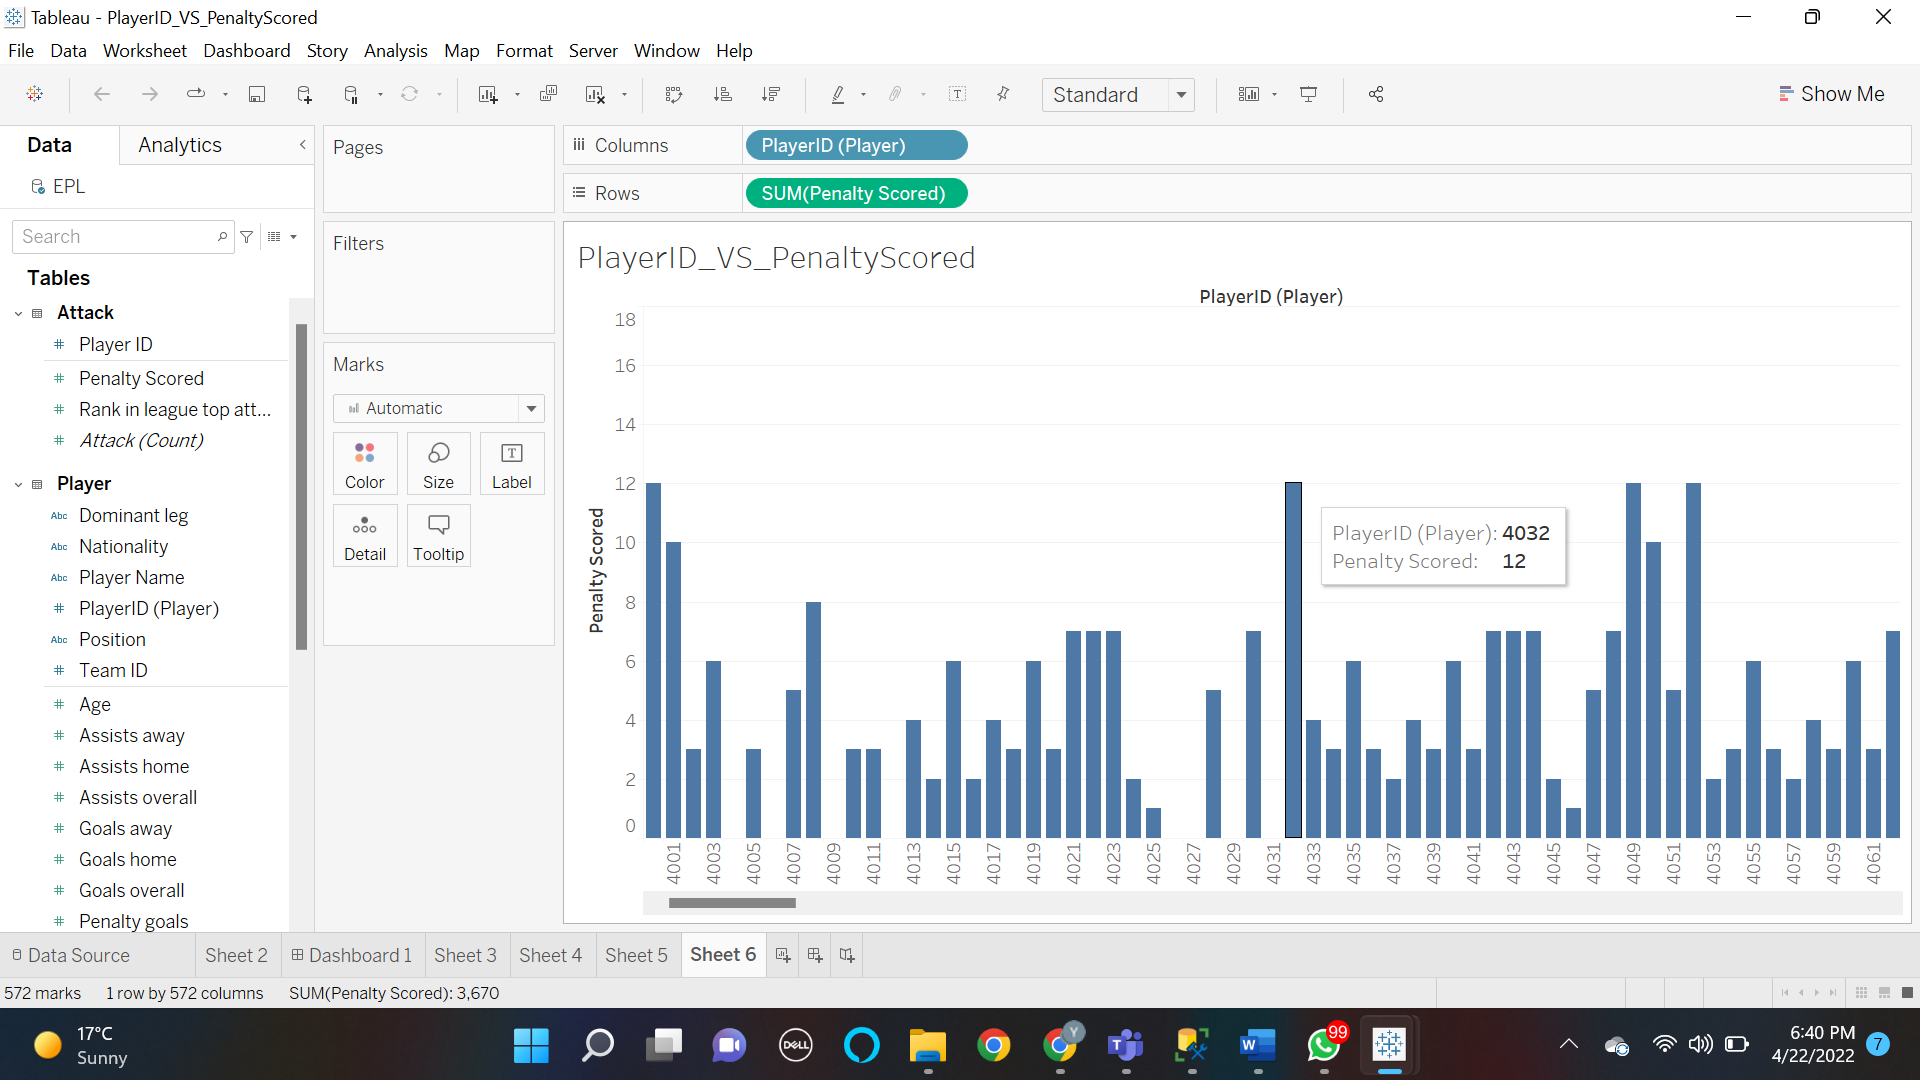 Tableau - PlayerID_VS_PenaltyScored
File Data Worksheet Dashboard Story Analysis Map Format Server Window Help
Standard
Show Me
Data
Analytics
EPL
Search
Tables
Attack
Player ID
Penalty Scored
Rank in league top att...
Attack (Count)
Player
Abc Dominant leg
Abc Nationality
Abc Player Name
PlayerID (Player)
Abc Position
Team ID
Age
Assists away
Assists home
Assists overall
Goals away
Goals home
Goals overall
Penalty goals
Pages
Filters
Marks
Automatic
Color Size Label
Detail Tooltip
Columns PlayerID (Player)
Rows SUM(Penalty Scored)
PlayerID_VS_PenaltyScored
PlayerID (Player)
Penalty Scored
18
16
14
12
10
8
6
4
2
0
PlayerID (Player): 4032
Penalty Scored: 12
4001 4003 4005 4007 4009 4011 4013 4015 4017 4019 4021 4023 4025 4027 4029 4031 4033 4035 4037 4039 4041 4043 4045 4047 4049 4051 4053 4055 4057 4059 4061
Data Source Sheet 2 Dashboard 1 Sheet 3 Sheet 4 Sheet 5 Sheet 6
572 marks 1 row by 572 columns SUM(Penalty Scored): 3,670
17°C
Sunny
DELL
Y
T
W
99
6:40 PM
4/22/2022
7